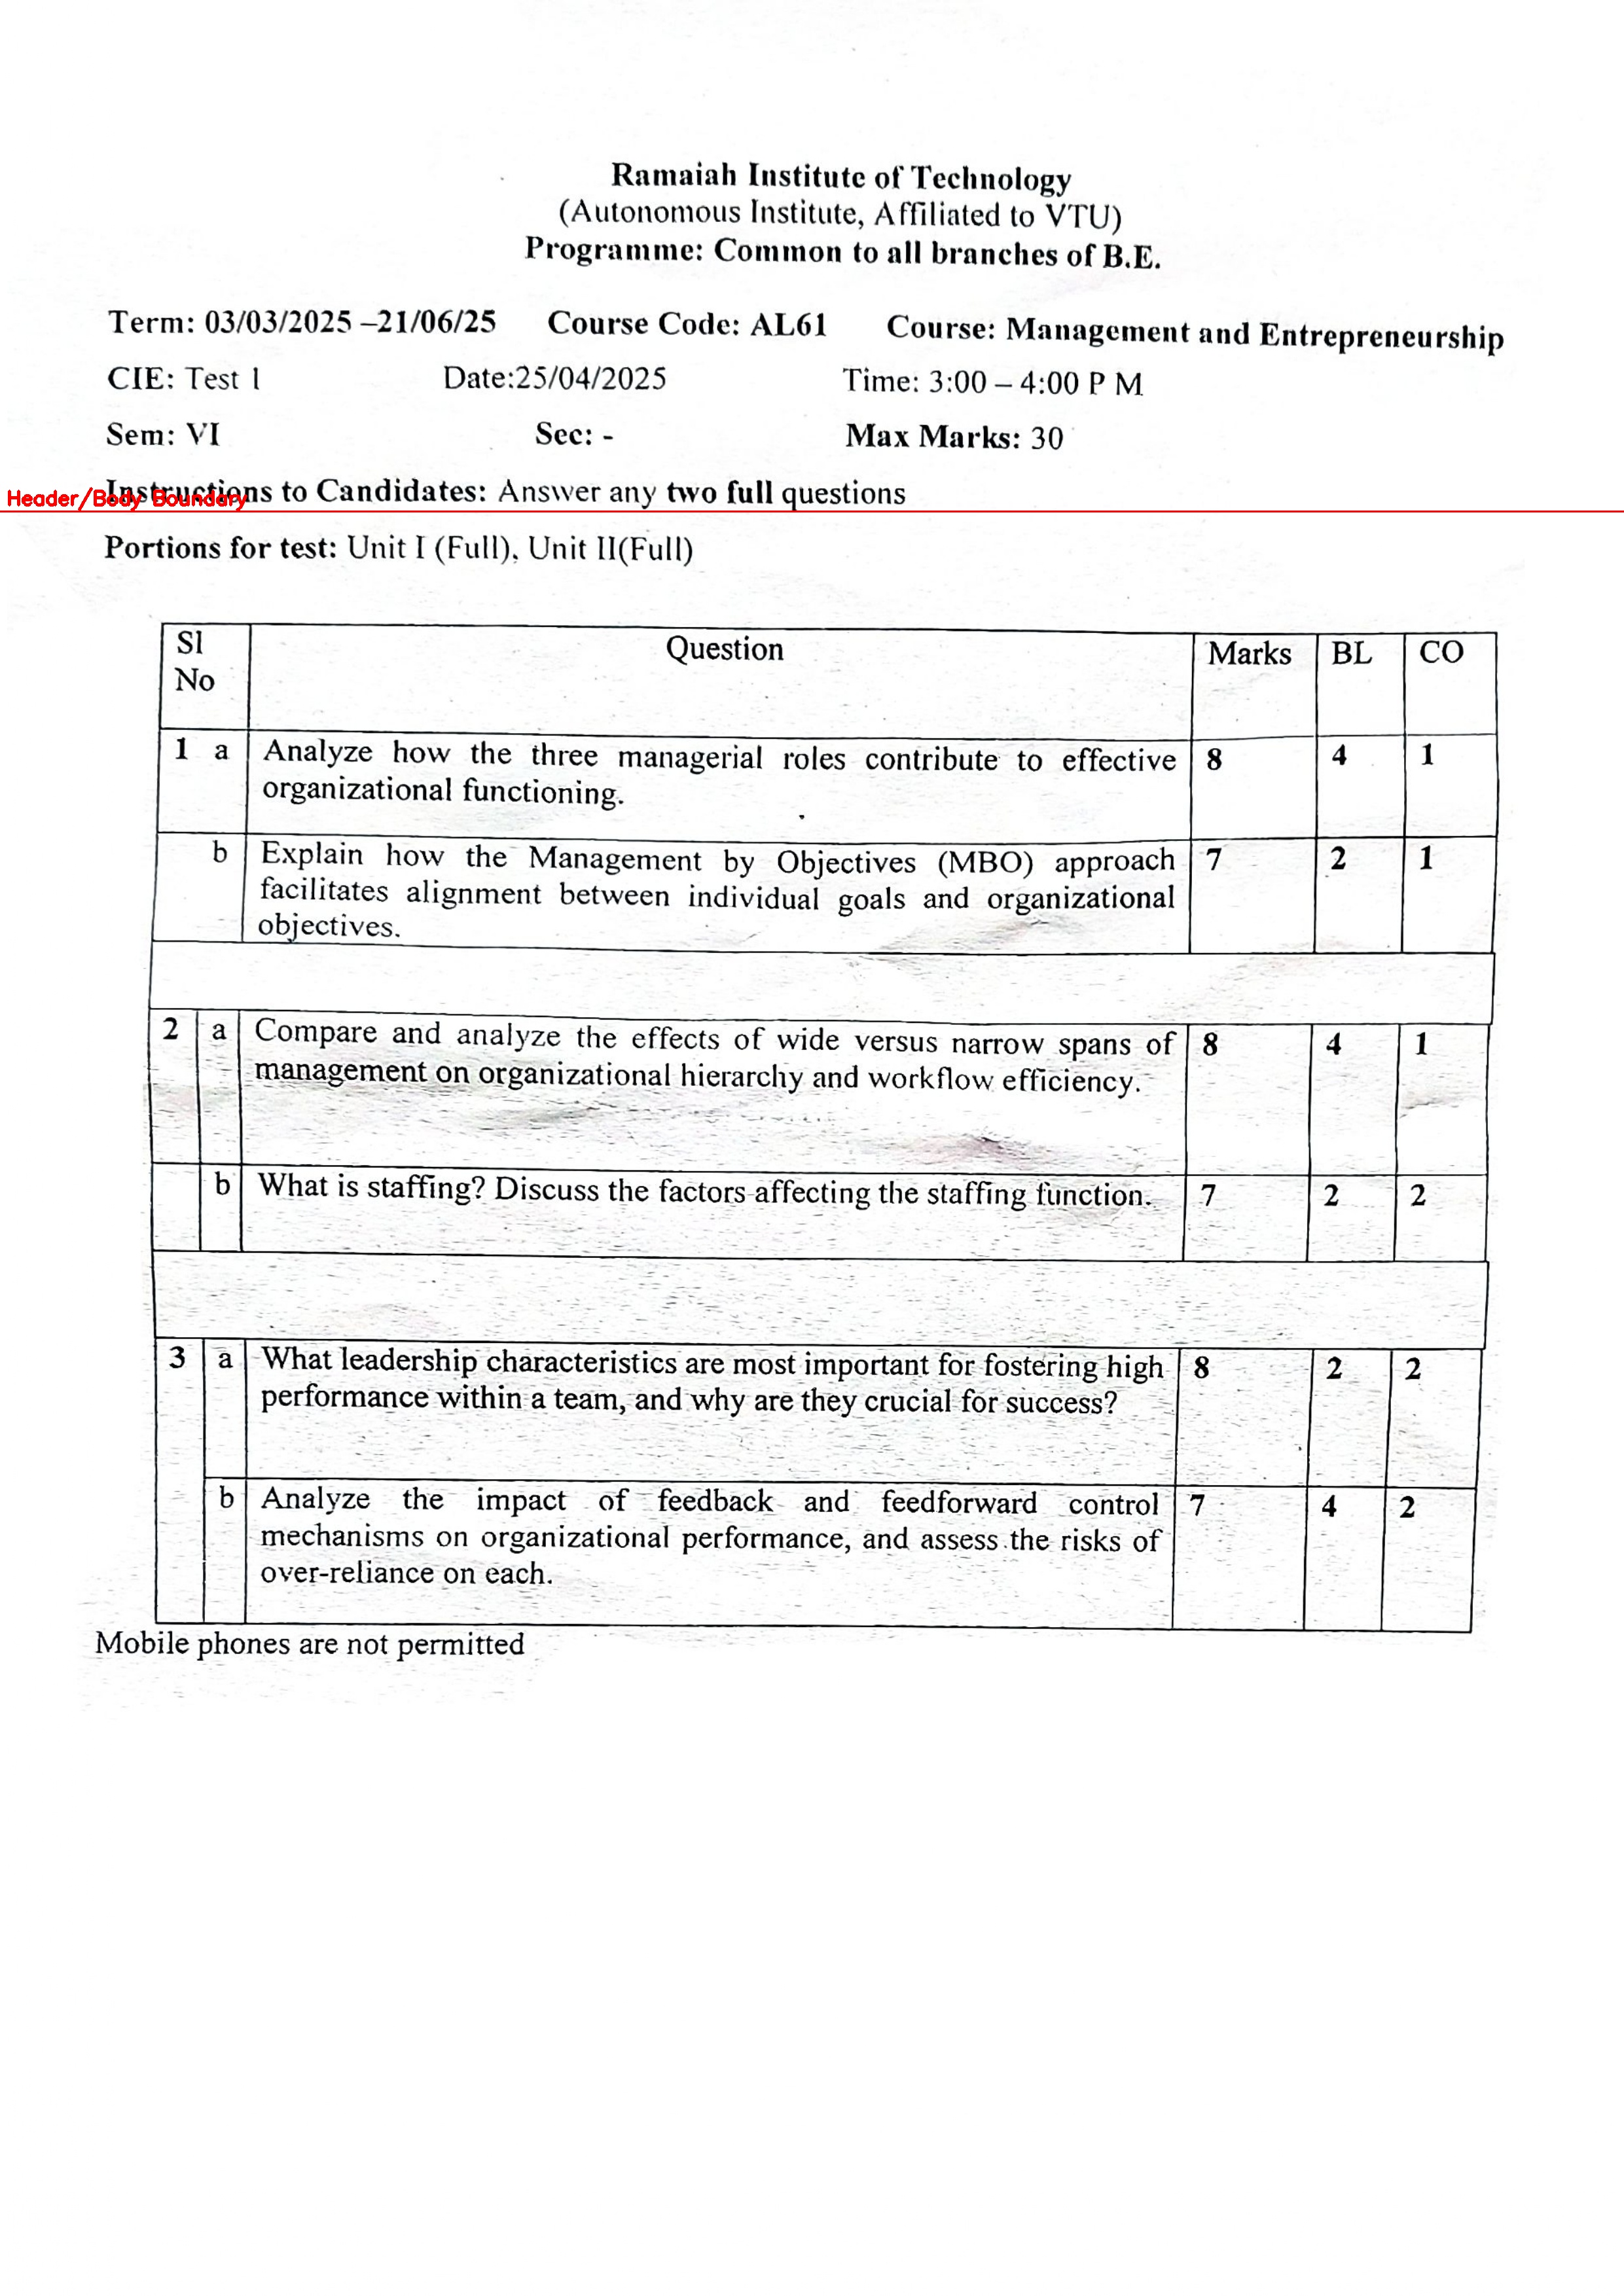 Ramaiah Institute of Technology
(Autonomous Institute, Affiliated to VTU)
Programme: Common to all branches of B.E.
Term: 03/03/2025 –21/06/25 Course Code: AL61 Course: Management and Entrepreneurship
CIE: Test 1 Date:25/04/2025 Time: 3:00 – 4:00 P M
Sem: VI Sec: - Max Marks: 30
Instructions to Candidates: Answer any two full questions
Header/Body Boundary
Portions for test: Unit I (Full), Unit II(Full)
Sl No Question Marks BL CO
1 a Analyze how the three managerial roles contribute to effective 8 4 1
organizational functioning.
b Explain how the Management by Objectives (MBO) approach 7 2 1
facilitates alignment between individual goals and organizational
objectives.
2 a Compare and analyze the effects of wide versus narrow spans of 8 4 1
management on organizational hierarchy and workflow efficiency.
b What is staffing? Discuss the factors affecting the staffing function. 7 2 2
3 a What leadership characteristics are most important for fostering high 8 2 2
performance within a team, and why are they crucial for success?
b Analyze the impact of feedback and feedforward control 7 4 2
mechanisms on organizational performance, and assess the risks of
over-reliance on each.
Mobile phones are not permitted